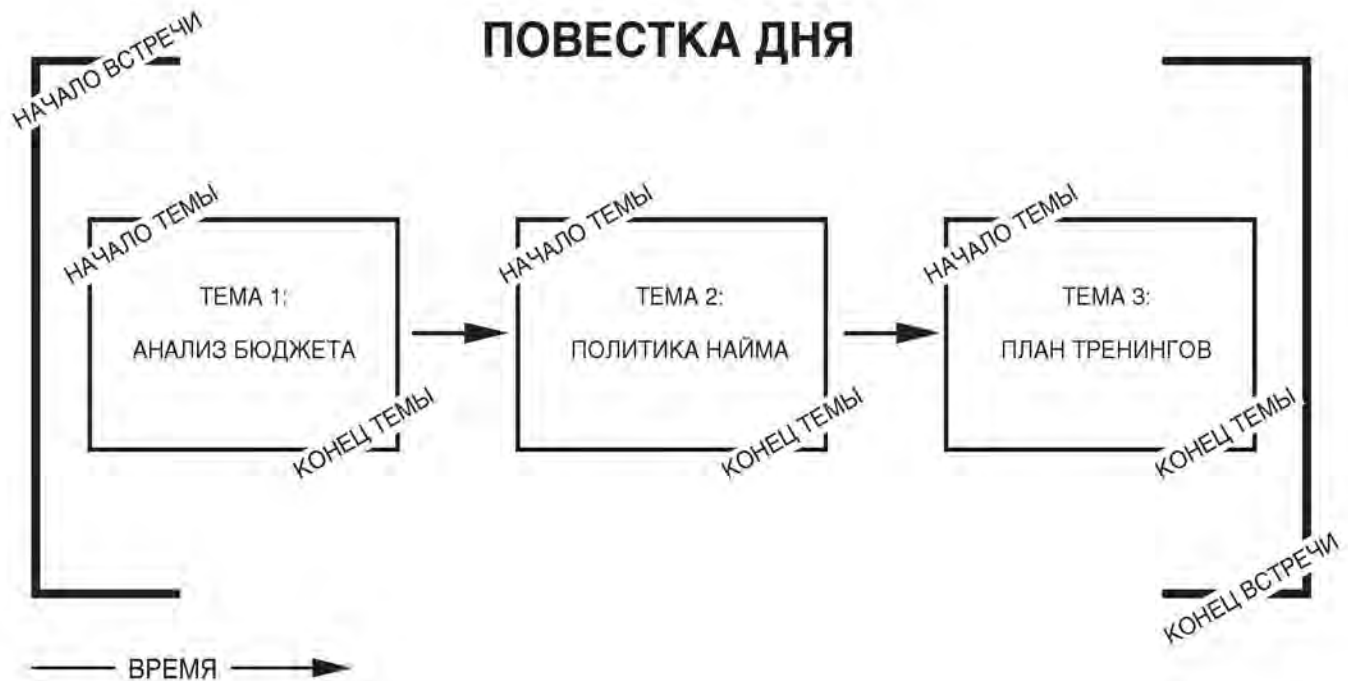 ПОВЕСТКА ДНЯ
НАЧАЛО ВСТРЕЧИ
НАЧАЛО ТЕМЫ
ТЕМА 1:
АНАЛИЗ БЮДЖЕТА
КОНЕЦ ТЕМЫ
НАЧАЛО ТЕМЫ
ТЕМА 2:
ПОЛИТИКА НАЙМА
КОНЕЦ ТЕМЫ
НАЧАЛО ТЕМЫ
ТЕМА 3:
ПЛАН ТРЕНИНГОВ
КОНЕЦ ТЕМЫ
КОНЕЦ ВСТРЕЧИ
ВРЕМЯ